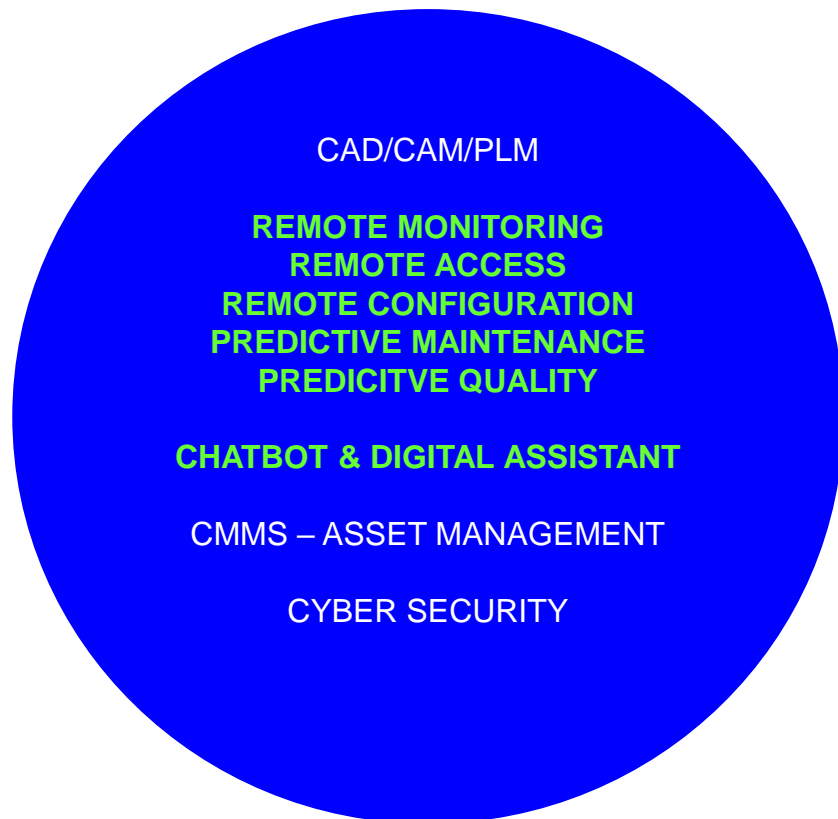 CAD/CAM/PLM
REMOTE MONITORING
REMOTE ACCESS
REMOTE CONFIGURATION
PREDICTIVE MAINTENANCE
PREDICITVE QUALITY
CHATBOT & DIGITAL ASSISTANT
CMMS – ASSET MANAGEMENT
CYBER SECURITY